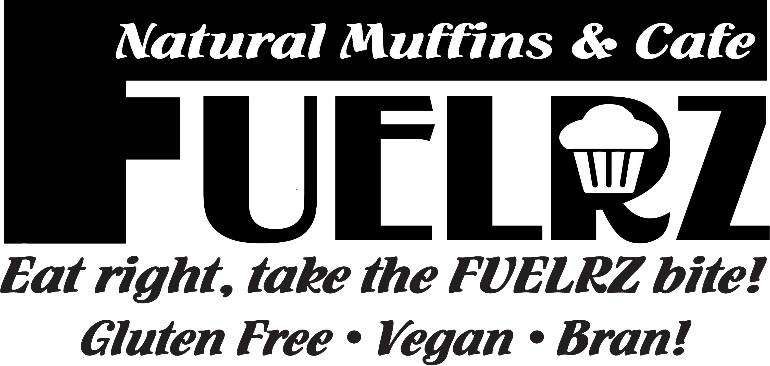 Natural Muffins & Cafe
FUELRZ
Eat right, take the FUELRZ bite!
Gluten Free • Vegan • Bran!